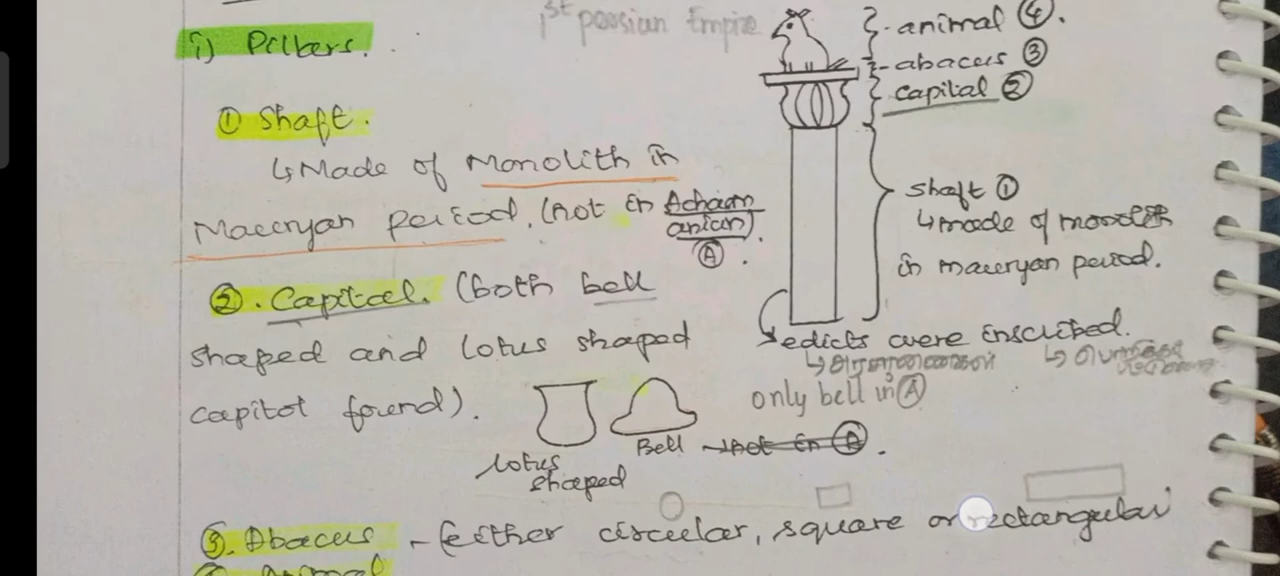 1st persian Empire
i) Pillars.
① Shaft.
↳ Made of Monolith in
Mauryan period. (not in Achaem
anian)
Ⓐ.
②. Capital. (both bell
shaped and lotus shaped
capitol found).
lotus
shaped
Bell → not in Ⓐ.
③. Abacus - either circular, square or rectangular
Animal
animal ④.
abacus ③
capital ②
shaft ①
↳ made of monolith
in mauryan period.
edicts were inscribed.
only bell in Ⓐ